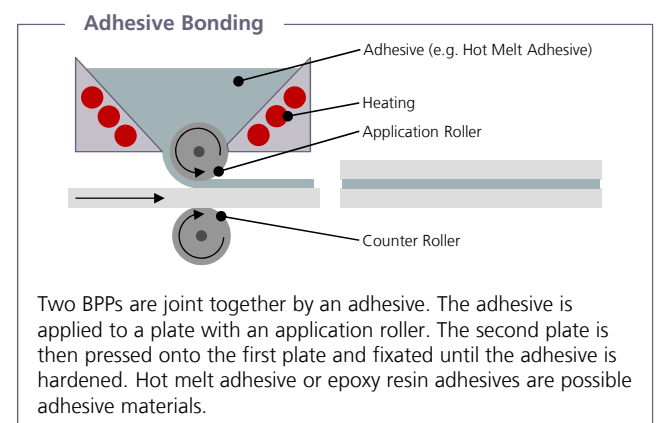 Adhesive Bonding
Adhesive (e.g. Hot Melt Adhesive)
Heating
Application Roller
Counter Roller
Two BPPs are joint together by an adhesive. The adhesive is
applied to a plate with an application roller. The second plate is
then pressed onto the first plate and fixated until the adhesive is
hardened. Hot melt adhesive or epoxy resin adhesives are possible
adhesive materials.